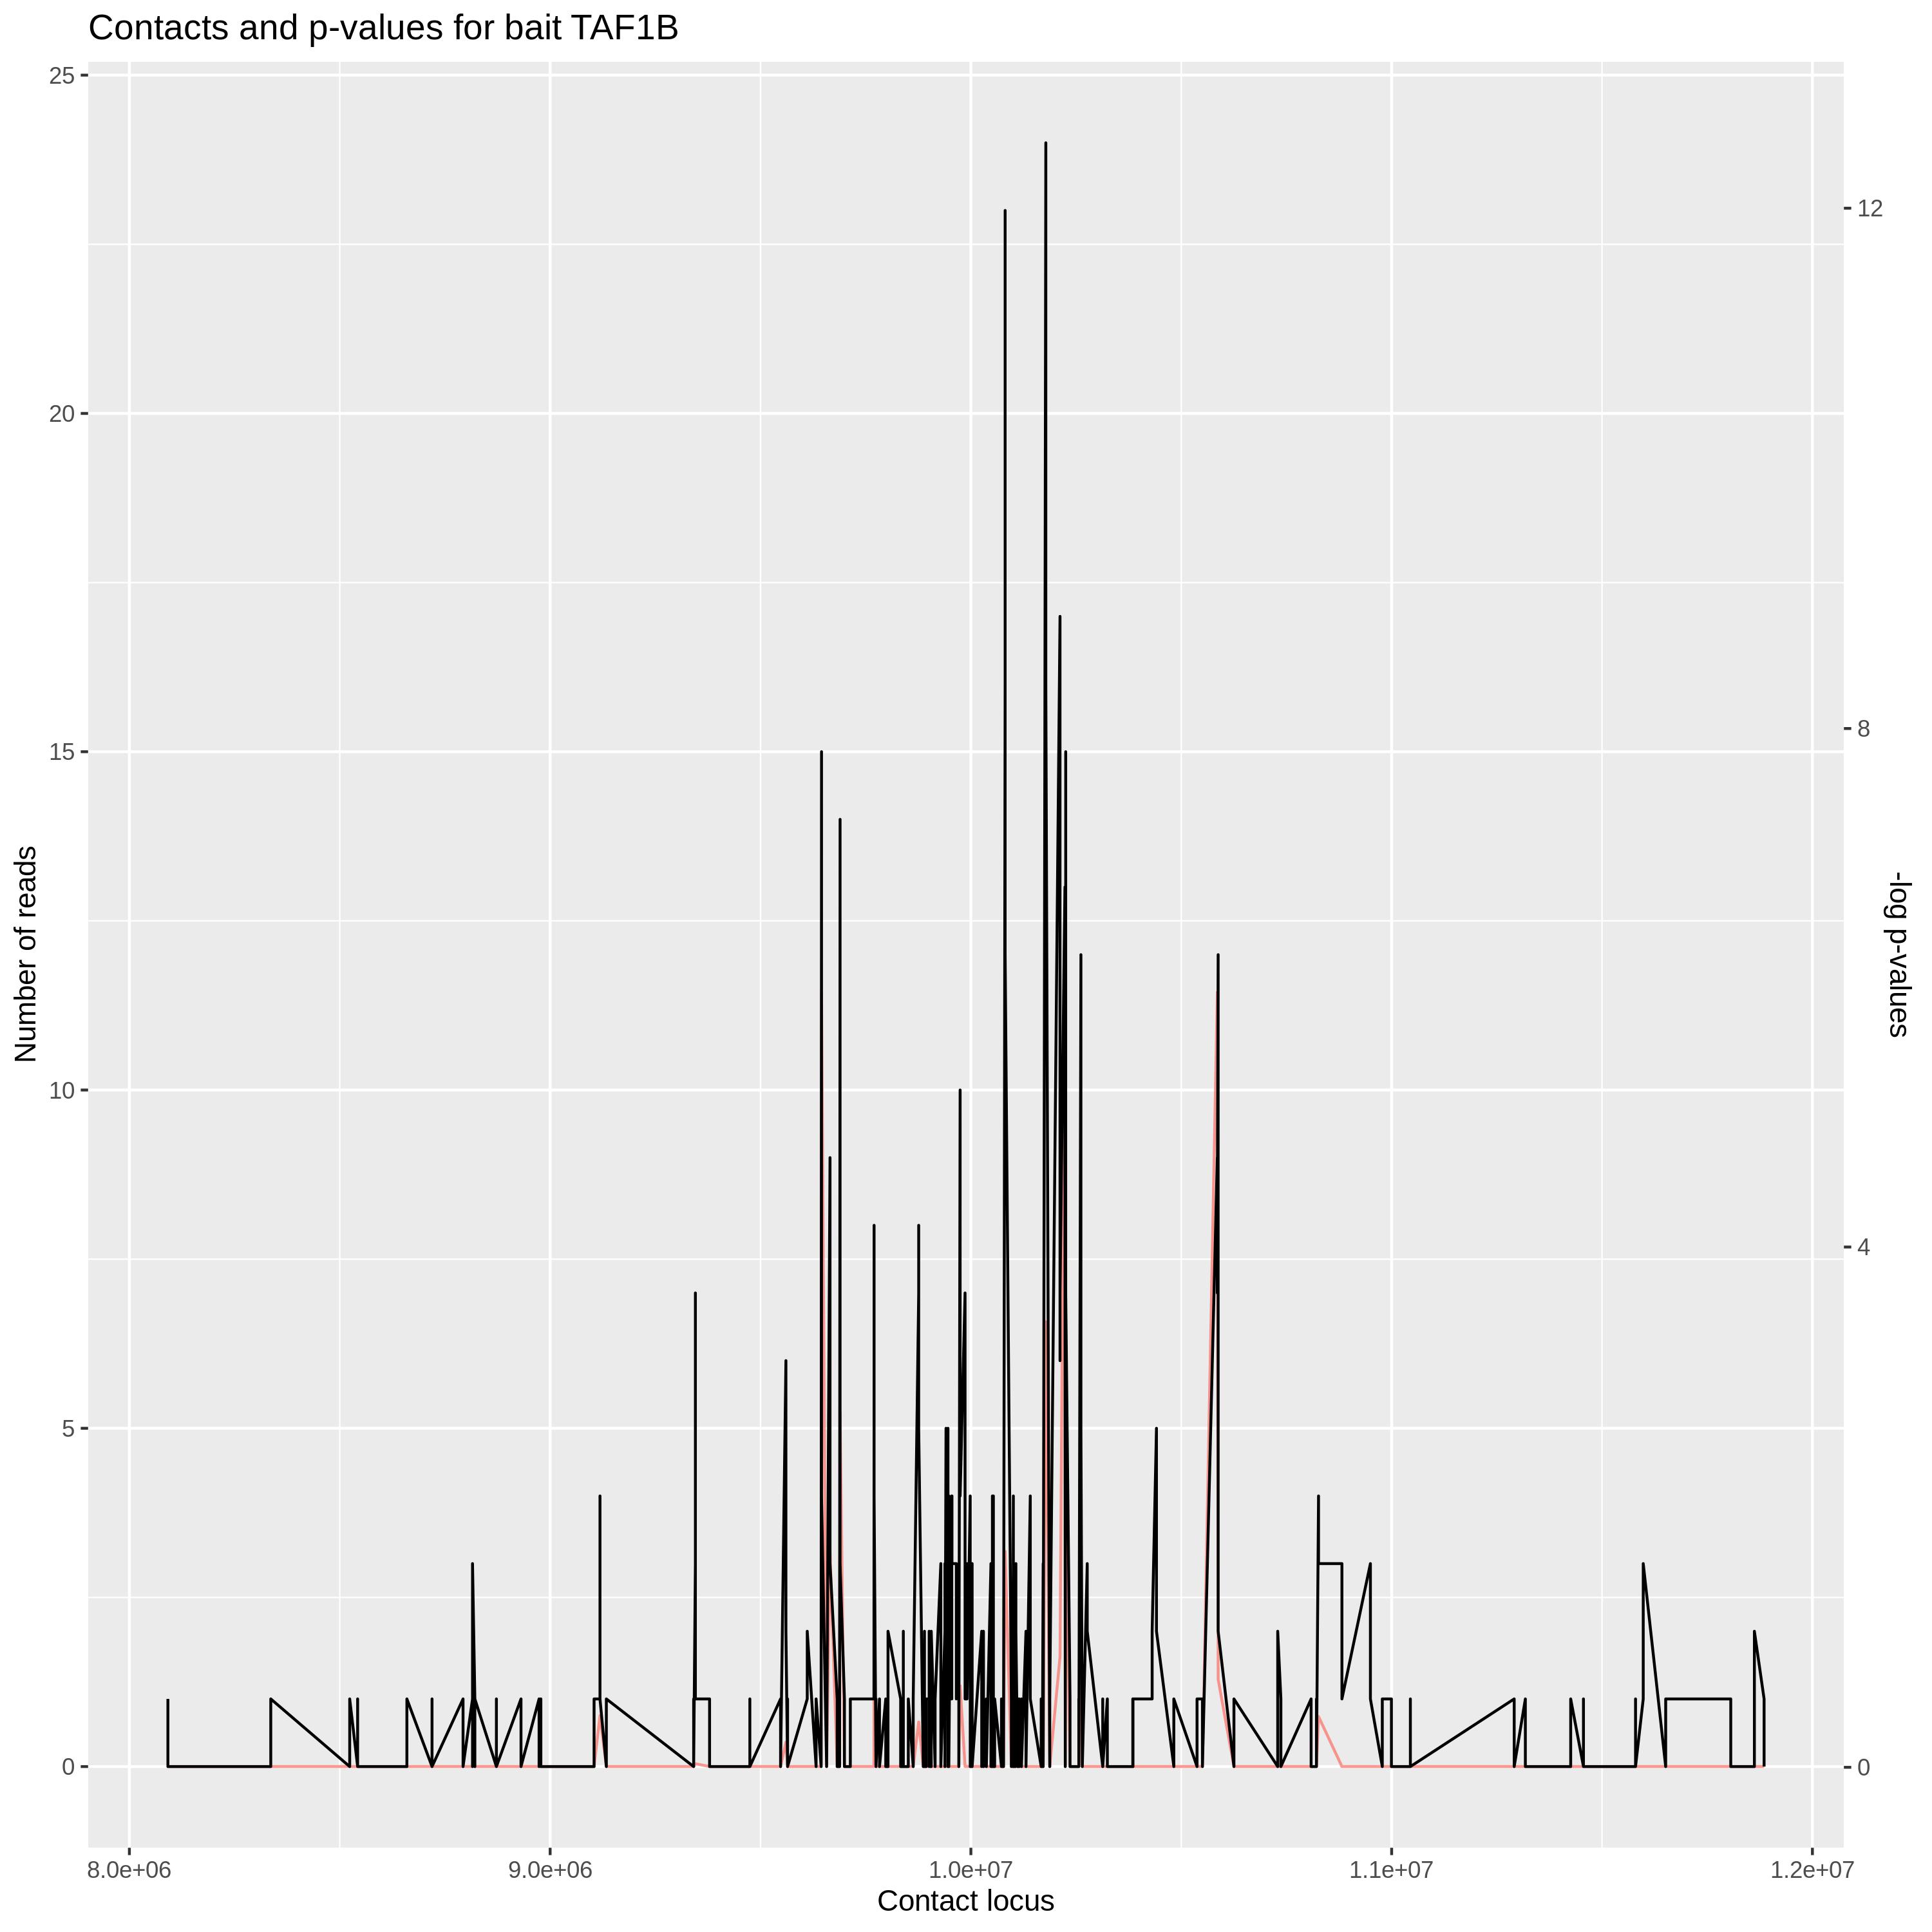 Contacts and p-values for bait TAF1B
25
20
15
10
5
0
Number of reads
12
8
4
0
-log p-values
8.0e+06 9.0e+06 1.0e+07 1.1e+07 1.2e+07
Contact locus